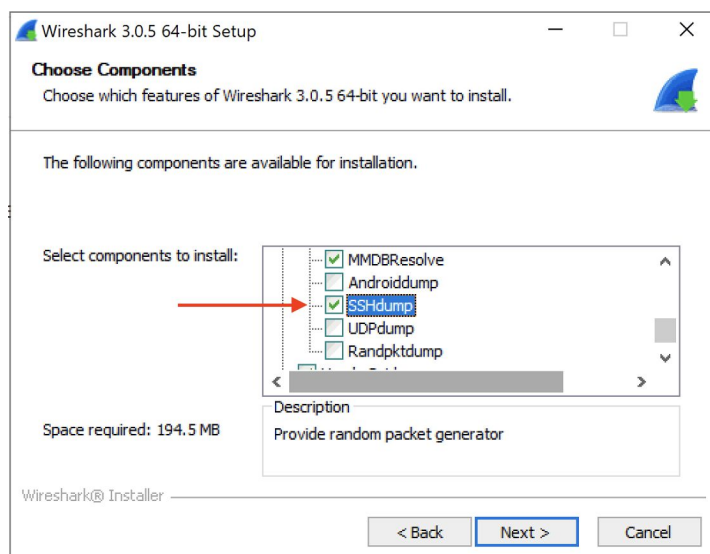 Wireshark 3.0.5 64-bit Setup
Choose Components
Choose which features of Wireshark 3.0.5 64-bit you want to install.
The following components are available for installation.
Select components to install:
MMDBResolve
Androiddump
SSHdump
UDPdump
Randpktdump
Description
Space required: 194.5 MB
Provide random packet generator
Wireshark® Installer
< Back
Next >
Cancel